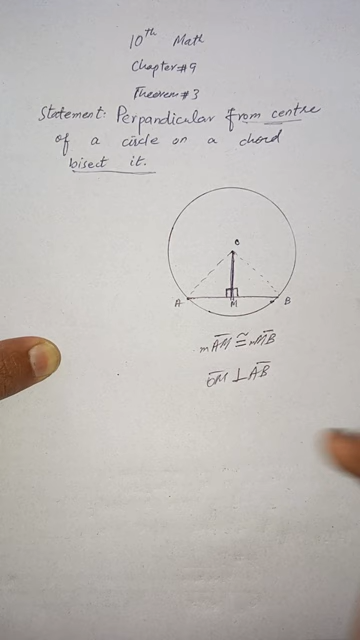 10th Math
Chapter#9
Theorem#3
Statement: Perpendicular from centre
of a circle on a chord
bisect it.
O
A M B
mAM ≅ mMB
OM ⊥ AB